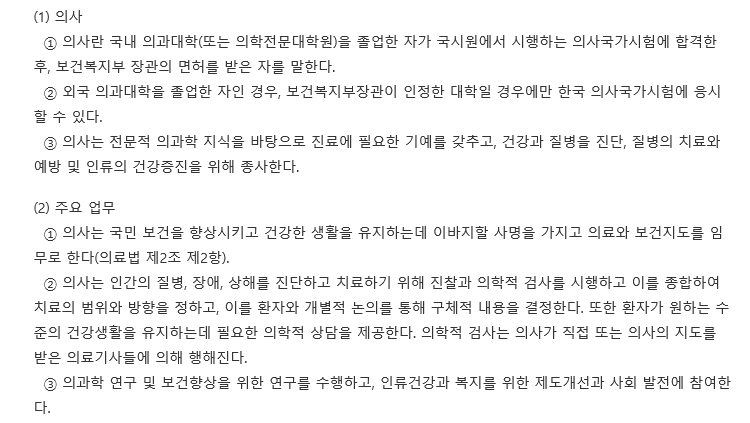 (1) 의사
① 의사란 국내 의과대학(또는 의학전문대학원)을 졸업한 자가 국시원에서 시행하는 의사국가시험에 합격한
후, 보건복지부 장관의 면허를 받은 자를 말한다.
② 외국 의과대학을 졸업한 자인 경우, 보건복지부장관이 인정한 대학일 경우에만 한국 의사국가시험에 응시
할 수 있다.
③ 의사는 전문적 의과학 지식을 바탕으로 진료에 필요한 기예를 갖추고, 건강과 질병을 진단, 질병의 치료와
예방 및 인류의 건강증진을 위해 종사한다.
(2) 주요 업무
① 의사는 국민 보건을 향상시키고 건강한 생활을 유지하는데 이바지할 사명을 가지고 의료와 보건지도를 임
무로 한다(의료법 제2조 제2항).
② 의사는 인간의 질병, 장애, 상해를 진단하고 치료하기 위해 진찰과 의학적 검사를 시행하고 이를 종합하여
치료의 범위와 방향을 정하고, 이를 환자와 개별적 논의를 통해 구체적 내용을 결정한다. 또한 환자가 원하는 수
준의 건강생활을 유지하는데 필요한 의학적 상담을 제공한다. 의학적 검사는 의사가 직접 또는 의사의 지도를
받은 의료기사들에 의해 행해진다.
③ 의과학 연구 및 보건향상을 위한 연구를 수행하고, 인류건강과 복지를 위한 제도개선과 사회 발전에 참여한
다.